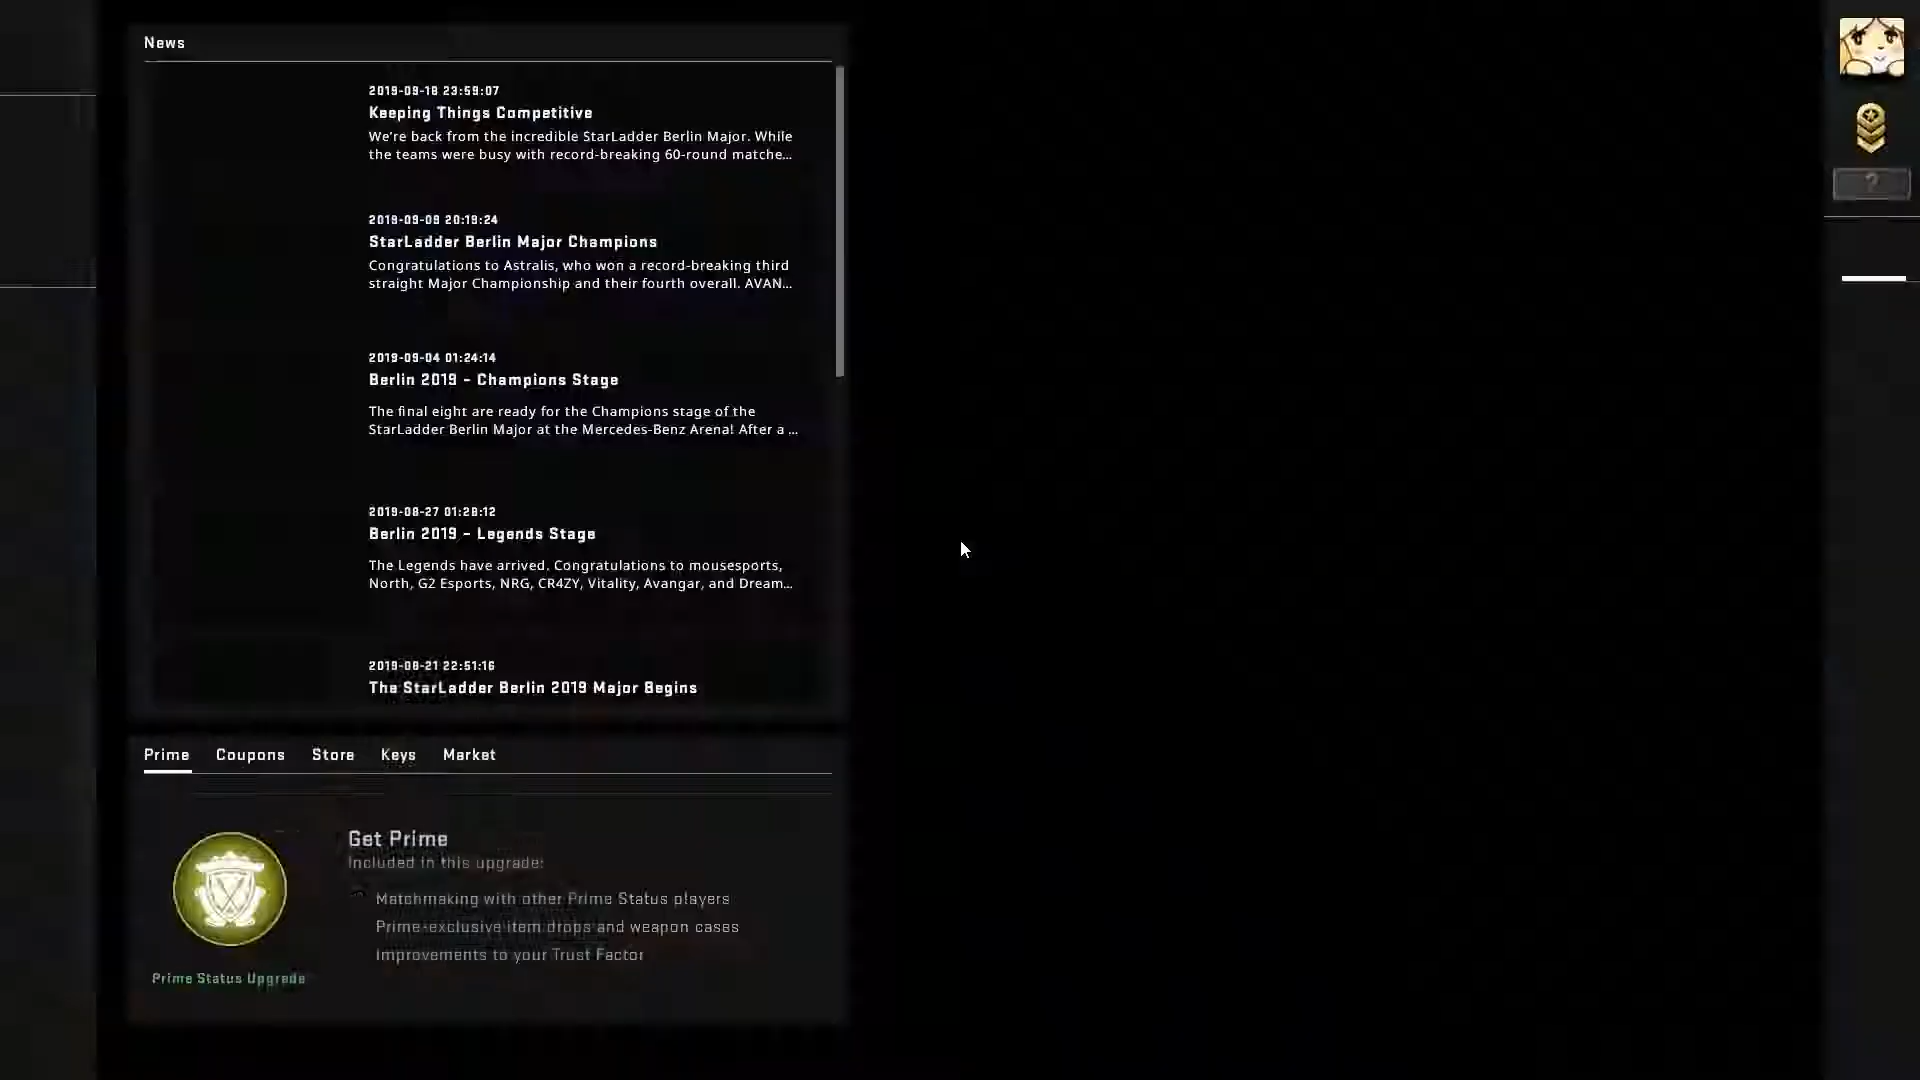 News
2019-09-18 23:59:07
Keeping Things Competitive
We're back from the incredible StarLadder Berlin Major. While
the teams were busy with record-breaking 60-round matche...
2019-09-09 20:19:24
StarLadder Berlin Major Champions
Congratulations to Astralis, who won a record-breaking third
straight Major Championship and their fourth overall. AVAN...
2019-09-04 01:24:14
Berlin 2019 – Champions Stage
The final eight are ready for the Champions stage of the
StarLadder Berlin Major at the Mercedes-Benz Arena! After a ...
2019-08-27 01:28:12
Berlin 2019 – Legends Stage
The Legends have arrived. Congratulations to mousesports,
North, G2 Esports, NRG, CR4ZY, Vitality, Avangar, and Dream...
2019-08-21 22:51:16
The StarLadder Berlin 2019 Major Begins
Prime Coupons Store Keys Market
Get Prime
Included in this upgrade:
Matchmaking with other Prime Status players
Prime-exclusive item drops and weapon cases
Improvements to your Trust Factor
Prime Status Upgrade
?